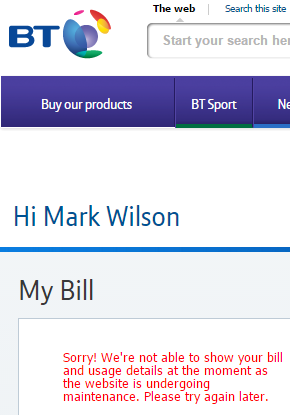 BT
The web
Search this site
Start your search her
Buy our products
BT Sport
Ne
Hi Mark Wilson
My Bill
Sorry! We're not able to show your bill
and usage details at the moment as
the website is undergoing
maintenance. Please try again later.